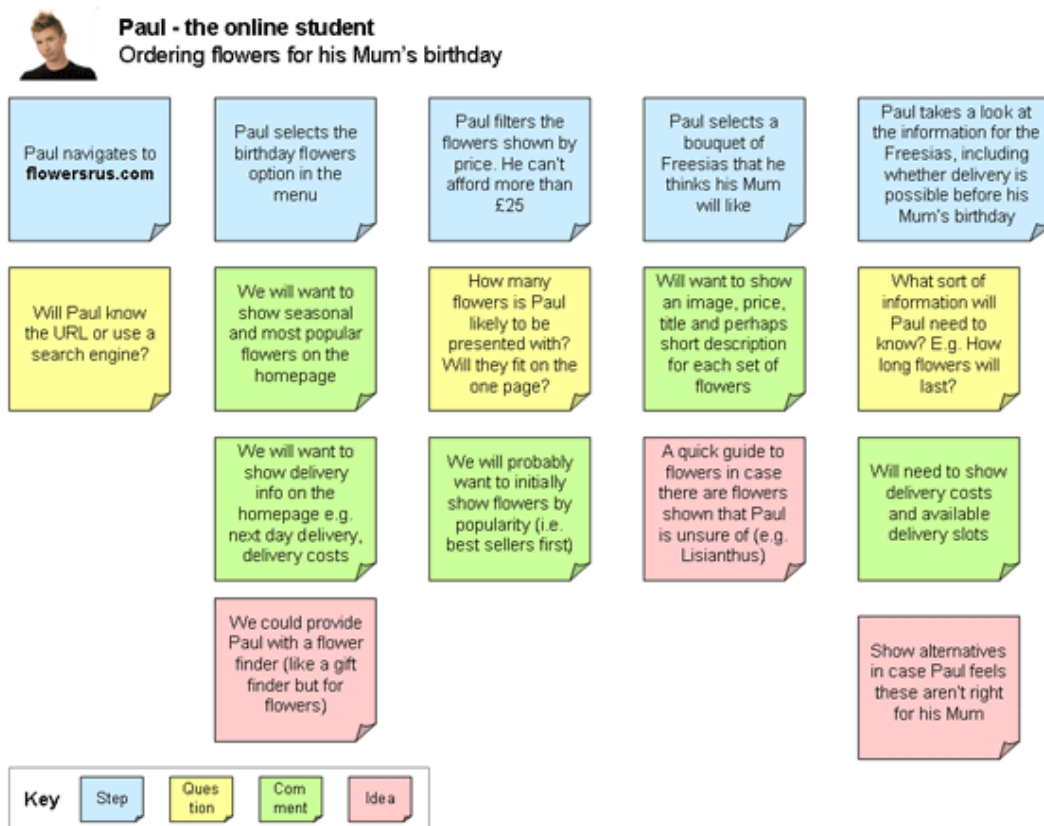 Paul - the online student
Ordering flowers for his Mum's birthday
Paul navigates to
flowersrus.com
Paul selects the
birthday flowers
option in the
menu
Paul filters the
flowers shown by
price. He can't
afford more than
£25
Paul selects a
bouquet of
Freesias that he
thinks his Mum
will like
Paul takes a look at
the information for the
Freesias, including
whether delivery is
possible before his
Mum's birthday
Will Paul know
the URL or use a
search engine?
We will want to
show seasonal
and most popular
flowers on the
homepage
How many
flowers is Paul
likely to be
presented with?
Will they fit on the
one page?
Will want to show
an image, price,
title and perhaps
short description
for each set of
flowers
What sort of
information will
Paul need to
know? E.g. How
long flowers will
last?
We will want to
show delivery
info on the
homepage e.g.
next day delivery,
delivery costs
We will probably
want to initially
show flowers by
popularity (i.e.
best sellers first)
A quick guide to
flowers in case
there are flowers
shown that Paul
is unsure of (e.g.
Lisianthus)
Will need to show
delivery costs
and available
delivery slots
We could provide
Paul with a flower
finder (like a gift
finder but for
flowers)
Show alternatives
in case Paul feels
these aren't right
for his Mum
Key
Step
Ques
tion
Com
ment
Idea